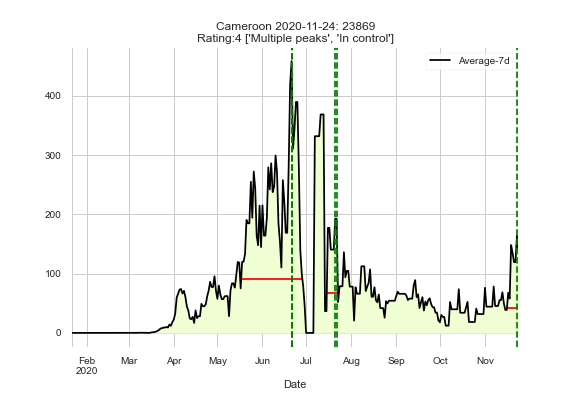 Cameroon 2020-11-24: 23869
Rating:4 ['Multiple peaks', 'In control']
Average-7d
400
300
200
100
0
Feb Mar Apr May Jun Jul Aug Sep Oct Nov
2020
Date